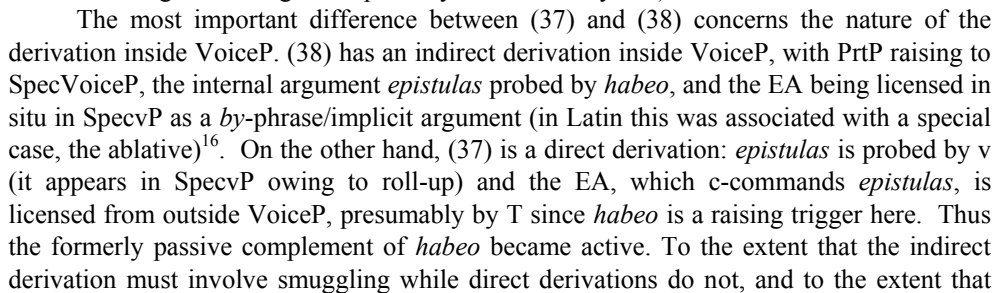 The most important difference between (37) and (38) concerns the nature of the
derivation inside VoiceP. (38) has an indirect derivation inside VoiceP, with PrtP raising to
SpecVoiceP, the internal argument epistulas probed by habeo, and the EA being licensed in
situ in SpecvP as a by-phrase/implicit argument (in Latin this was associated with a special
case, the ablative)16. On the other hand, (37) is a direct derivation: epistulas is probed by v
(it appears in SpecvP owing to roll-up) and the EA, which c-commands epistulas, is
licensed from outside VoiceP, presumably by T since habeo is a raising trigger here. Thus
the formerly passive complement of habeo became active. To the extent that the indirect
derivation must involve smuggling while direct derivations do not, and to the extent that